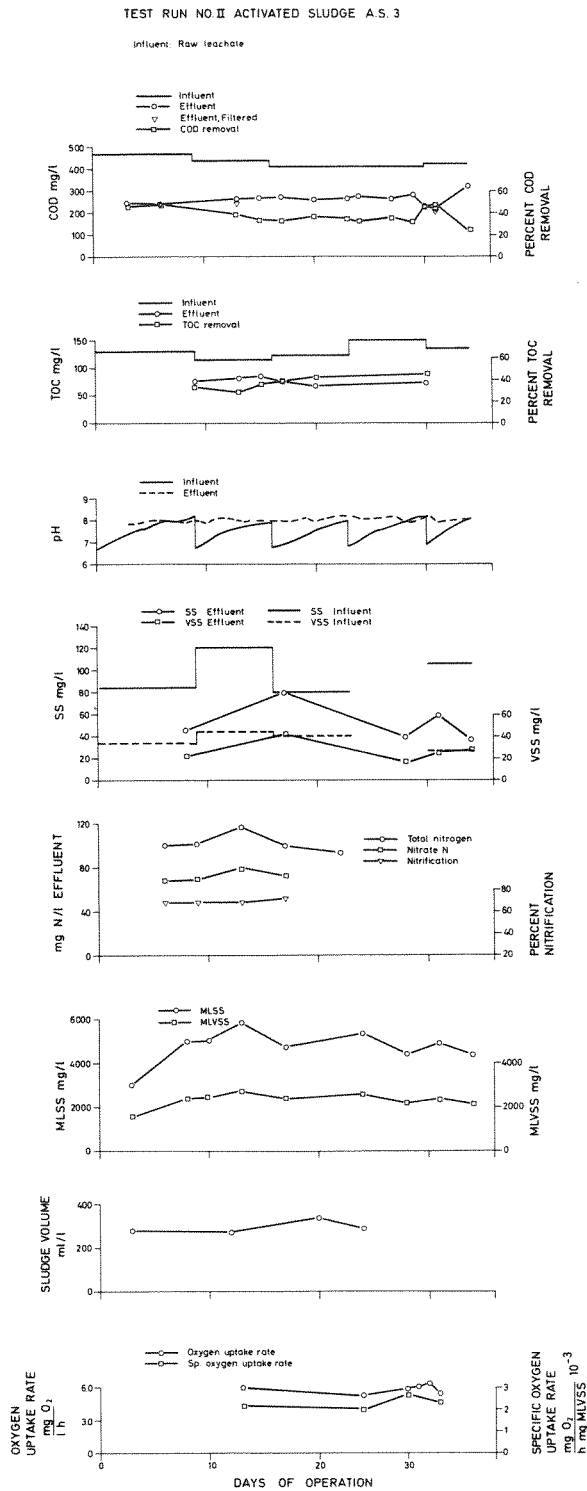 TEST RUN NO. II ACTIVATED SLUDGE A.S. 3
Influent: Raw leachate
Influent
Effluent
Effluent, Filtered
COD removal
COD mg/l
500
400
300
200
100
0
PERCENT COD
REMOVAL
60
40
20
0
Influent
Effluent
TOC removal
TOC mg/l
150
100
50
0
PERCENT TOC
REMOVAL
60
40
20
0
Influent
Effluent
pH
9
8
7
6
SS Effluent
SS Influent
VSS Effluent
VSS Influent
SS mg/l
140
120
100
80
60
40
20
0
VSS mg/l
60
40
20
0
Total nitrogen
Nitrate N
Nitrification
mg N/l EFFLUENT
120
80
40
0
PERCENT
NITRIFICATION
80
60
40
20
MLSS
MLVSS
MLSS mg/l
6000
4000
2000
0
MLVSS mg/l
4000
2000
0
SLUDGE VOLUME
ml/l
400
200
0
Oxygen uptake rate
Sp. oxygen uptake rate
OXYGEN
UPTAKE RATE
mg O2
l h
6.0
3.0
0
SPECIFIC OXYGEN
UPTAKE RATE
mg O2 10-3
h mg MLVSS
3
2
1
0
0
10
20
30
DAYS OF OPERATION